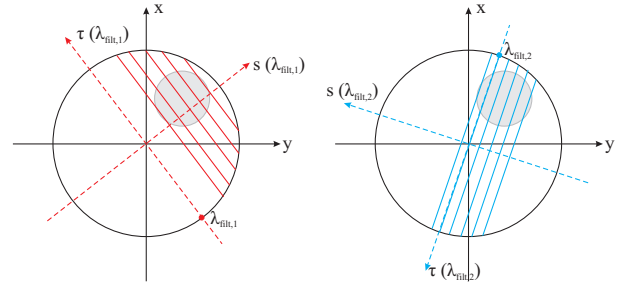 x
τ (λfilt,1)
s (λfilt,1)
y
λfilt,1
x
λfilt,2
s (λfilt,2)
y
τ (λfilt,2)